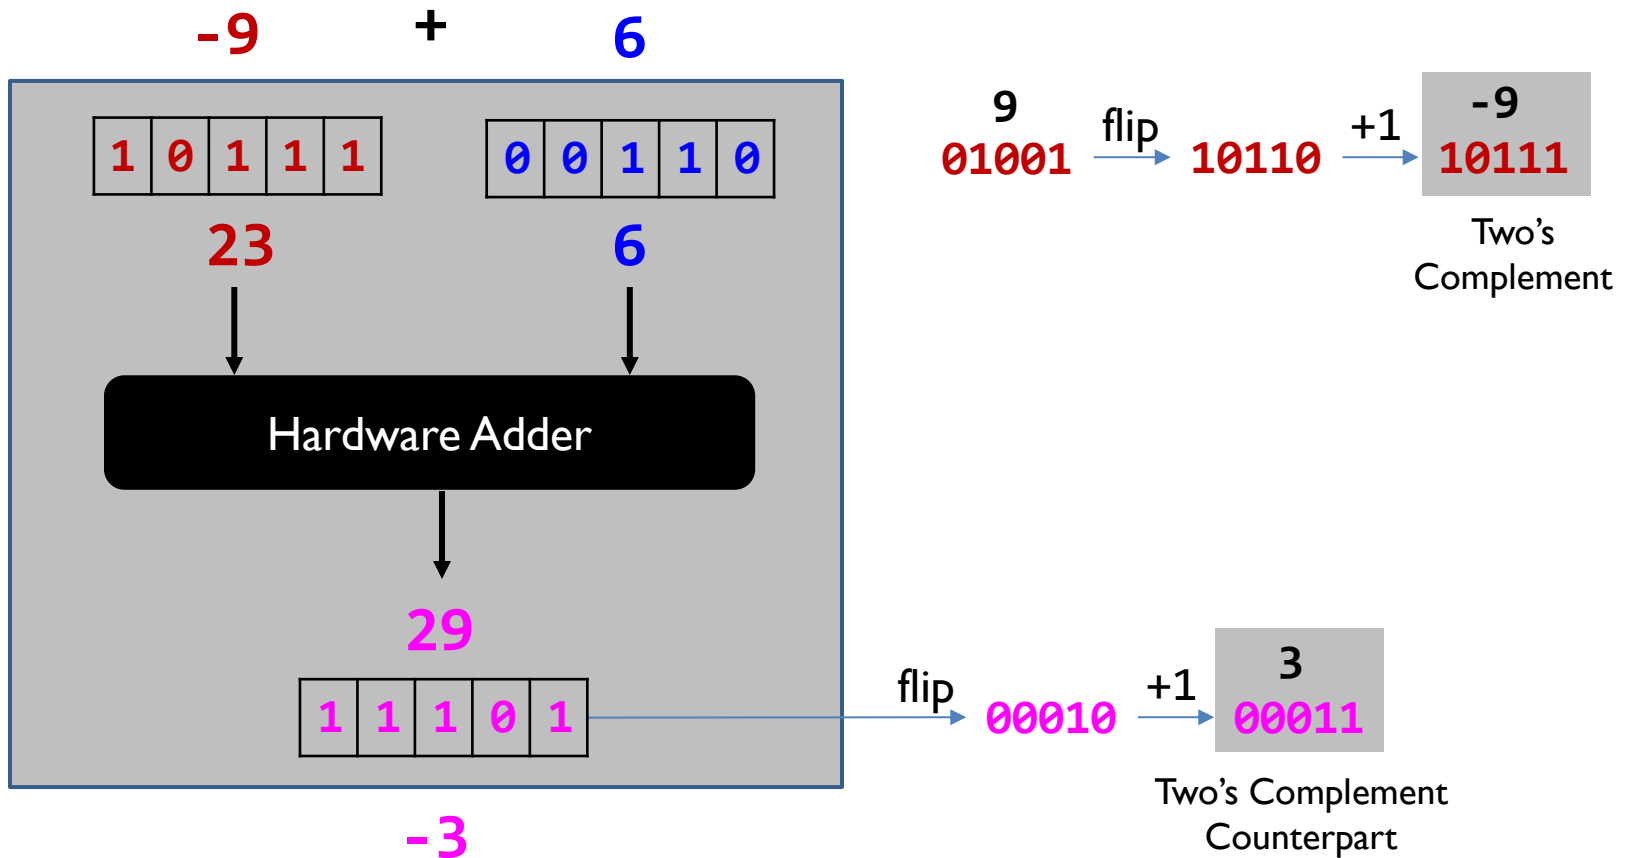 -9 + 6
1 0 1 1 1
0 0 1 1 0
23
6
Hardware Adder
29
1 1 1 0 1
-3
9
01001
flip
10110
+1
-9
10111
Two's
Complement
flip
00010
+1
3
00011
Two's Complement
Counterpart